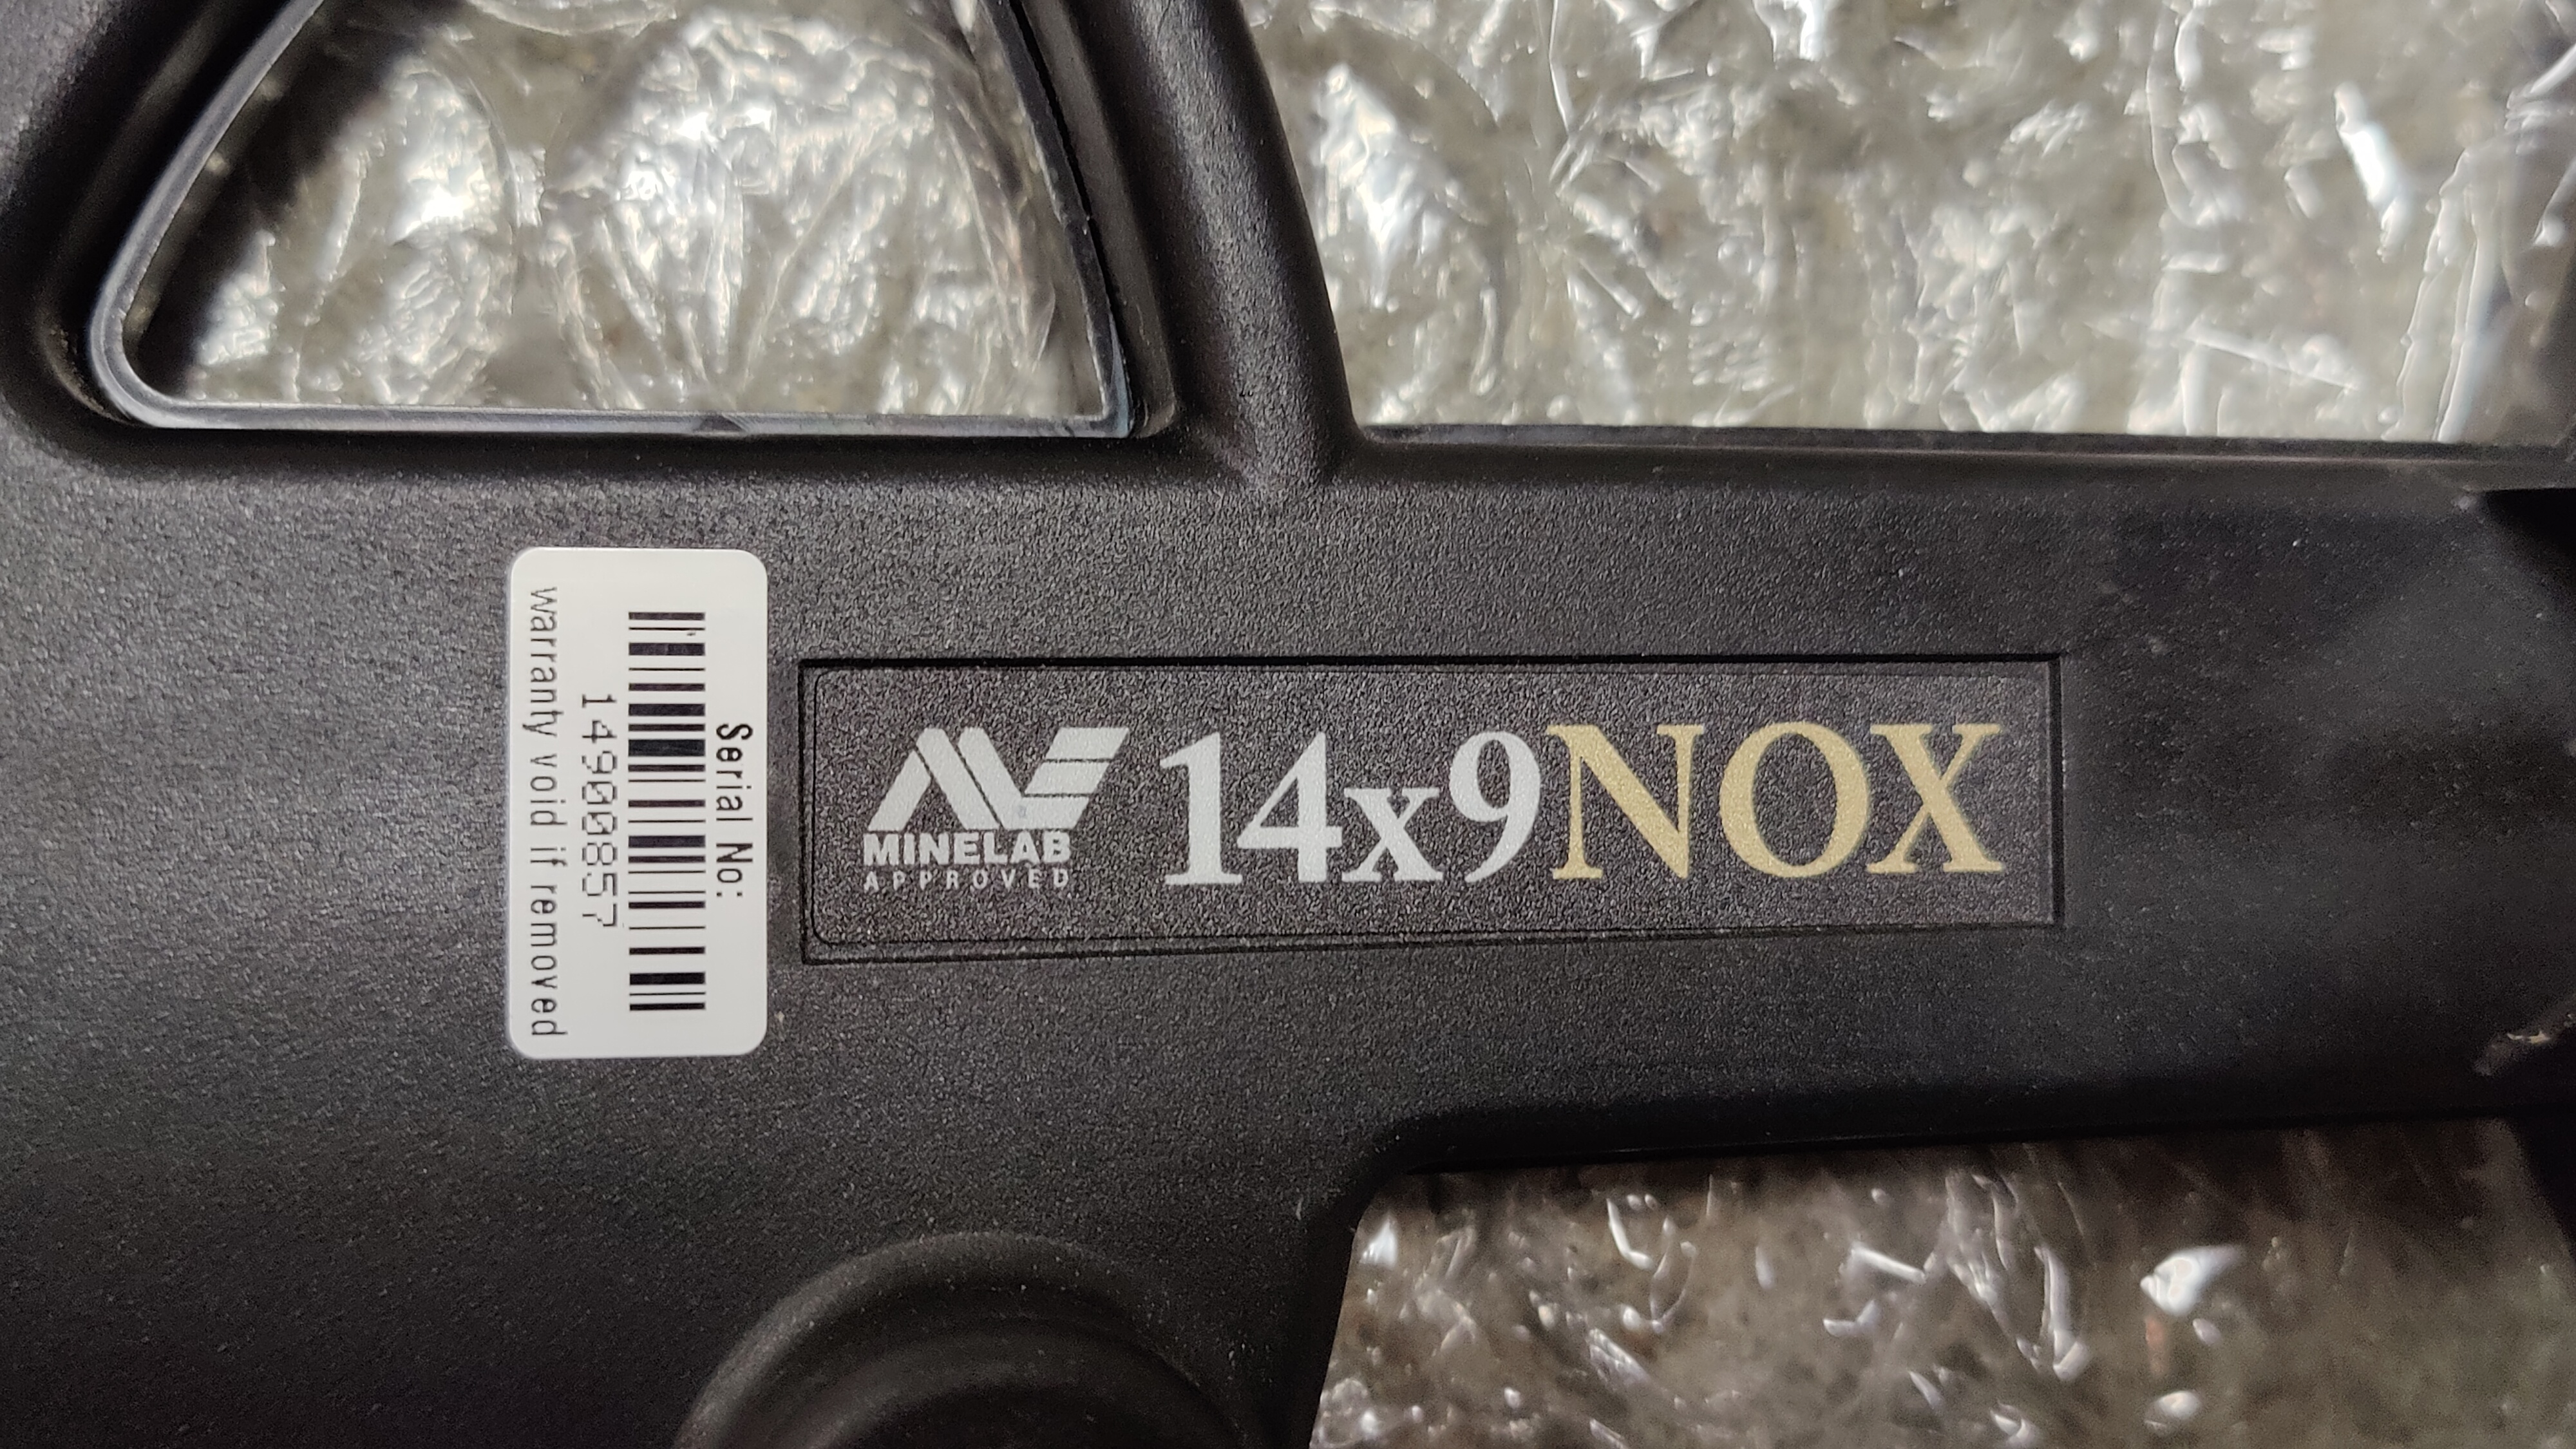 Serial No:
14900857
warranty void if removed
MINELAB
APPROVED
14x9NOX